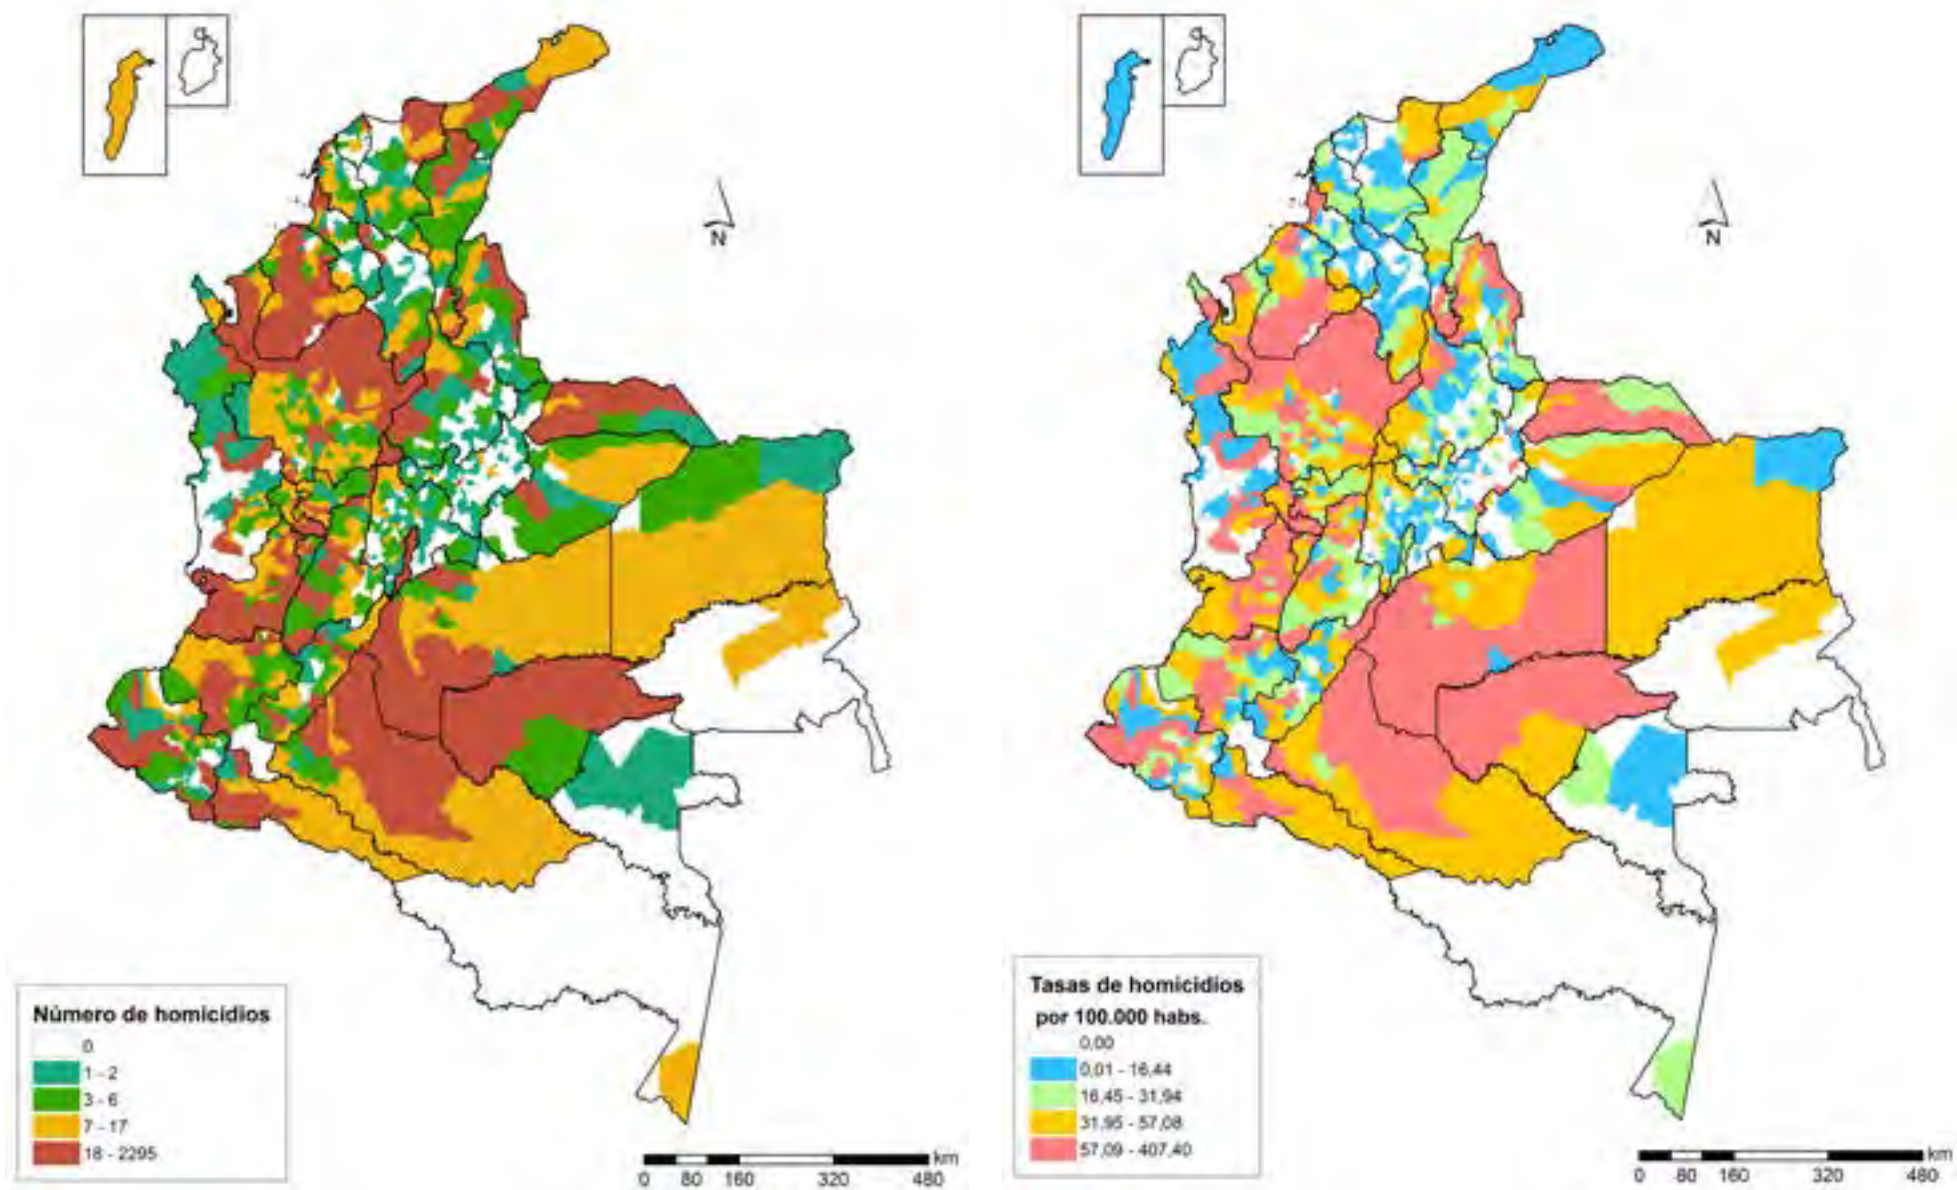 N
Número de homicidios
0
1 - 2
3 - 6
7 - 17
18 - 2295
km
0 80 160 320 480
N
Tasas de homicidios
por 100.000 habs.
0,00
0,01 - 16,44
16,45 - 31,94
31,95 - 57,08
57,09 - 407,40
km
0 80 160 320 480